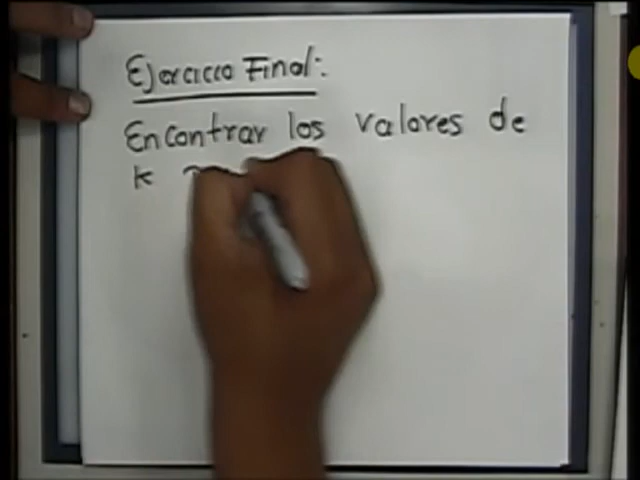 Ejercicio Final:
Encontrar los valores de
k